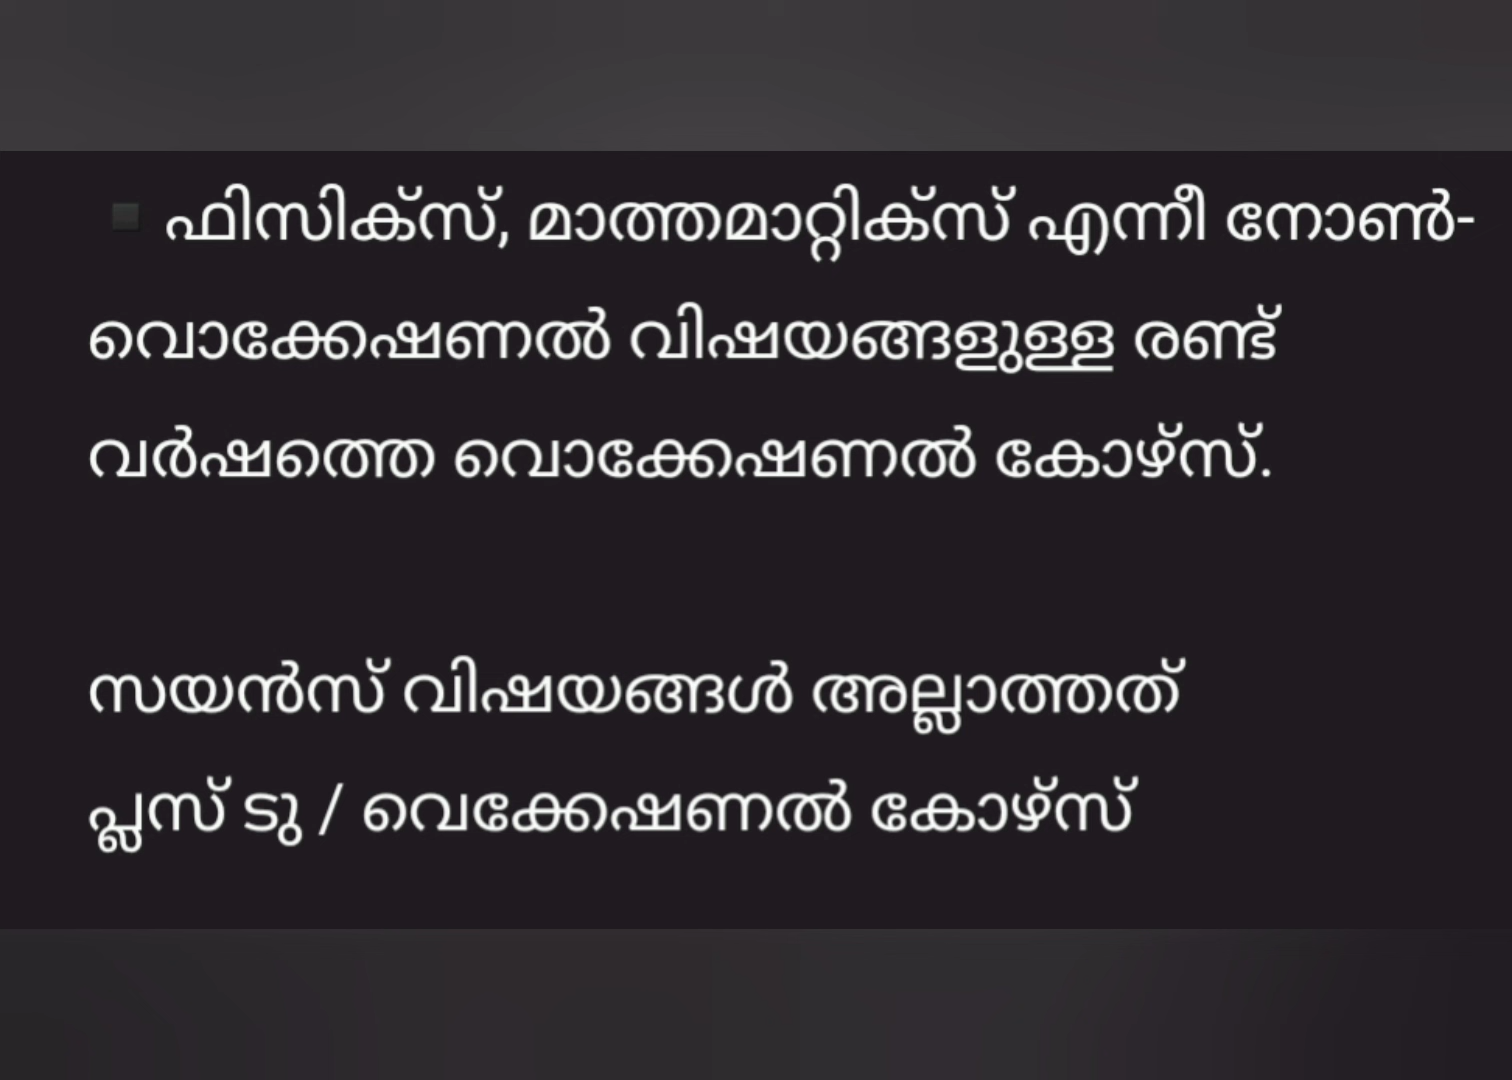 ▪ ഫിസിക്സ്, മാത്തമാറ്റിക്സ് എന്നീ നോൺ-
വൊക്കേഷണൽ വിഷയങ്ങളുള്ള രണ്ട്
വർഷത്തെ വൊക്കേഷണൽ കോഴ്സ്.
സയൻസ് വിഷയങ്ങൾ അല്ലാത്തത്
പ്ലസ് ടു / വെക്കേഷണൽ കോഴ്സ്